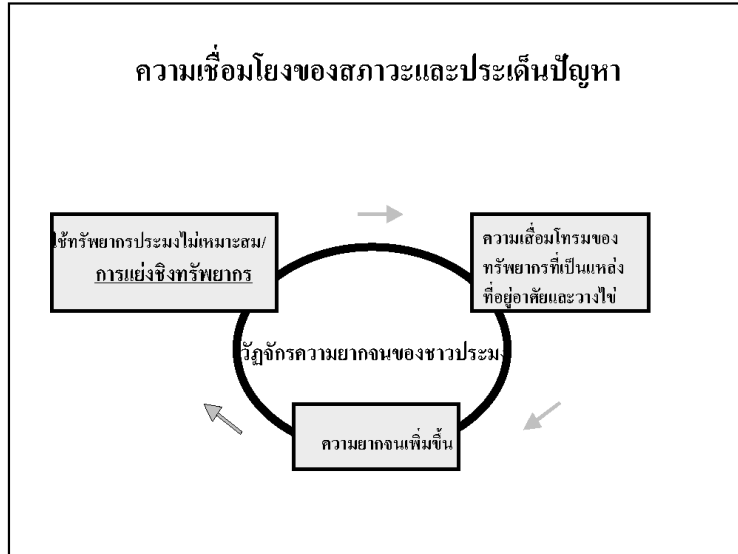 ความเชื่อมโยงของสภาวะและประเด็นปัญหา
ใช้ทรัพยากรประมงไม่เหมาะสม/
การแย่งชิงทรัพยากร
ความเสื่อมโทรมของ
ทรัพยากรที่เป็นแหล่ง
ที่อยู่อาศัยและวางไข่
วัฏจักรความยากจนของชาวประมง
ความยากจนเพิ่มขึ้น